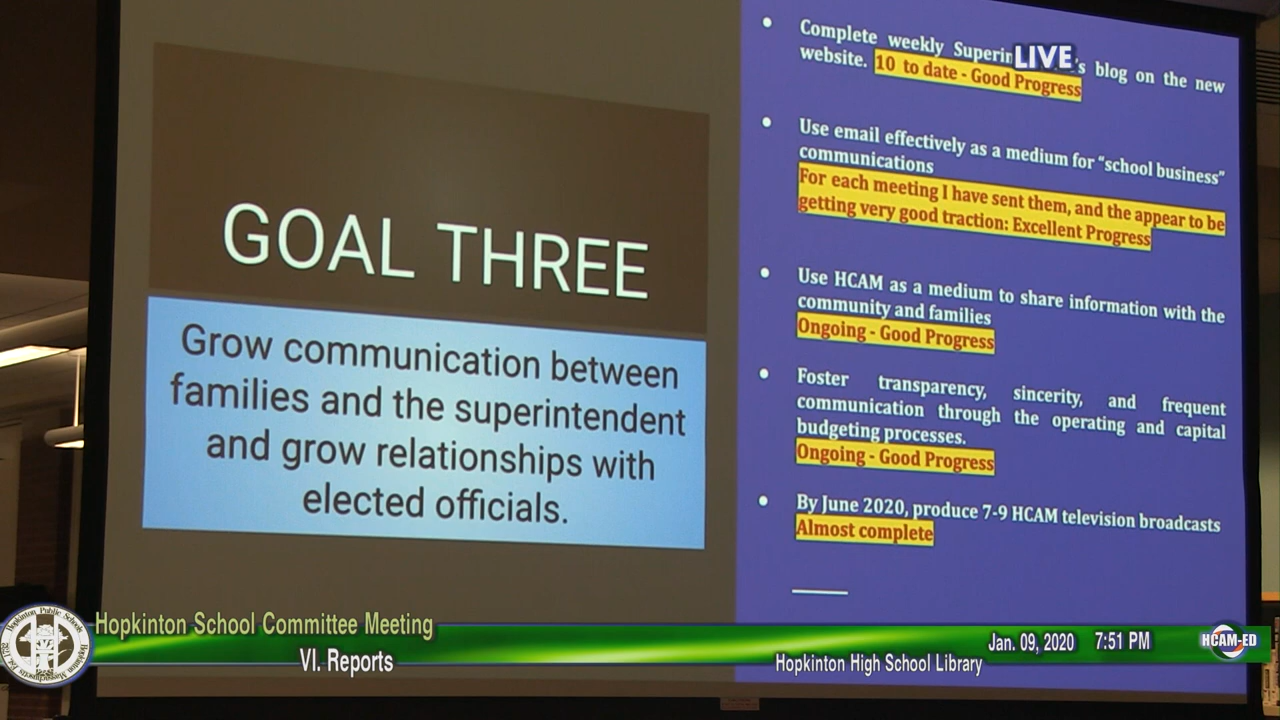 Complete weekly
LIVE
's blog on the new
website. 10 to date - Good Progress
Use email effectively as a medium for “school business”
communications
For each meeting I have sent them, and the appear to be
getting very good traction: Excellent Progress
Use HCAM as a medium to share information with the
community and families
Ongoing - Good Progress
Foster transparency, sincerity, and frequent
communication through the operating and capital
budgeting processes.
Ongoing - Good Progress
By June 2020, produce 7-9 HCAM television broadcasts
Almost complete
GOAL THREE
Grow communication between
families and the superintendent
and grow relationships with
elected officials.
Hopkinton School Committee Meeting
VI. Reports
Jan. 09, 2020 7:51 PM
Hopkinton High School Library
HCAM-ED
Hopkinton Public Schools